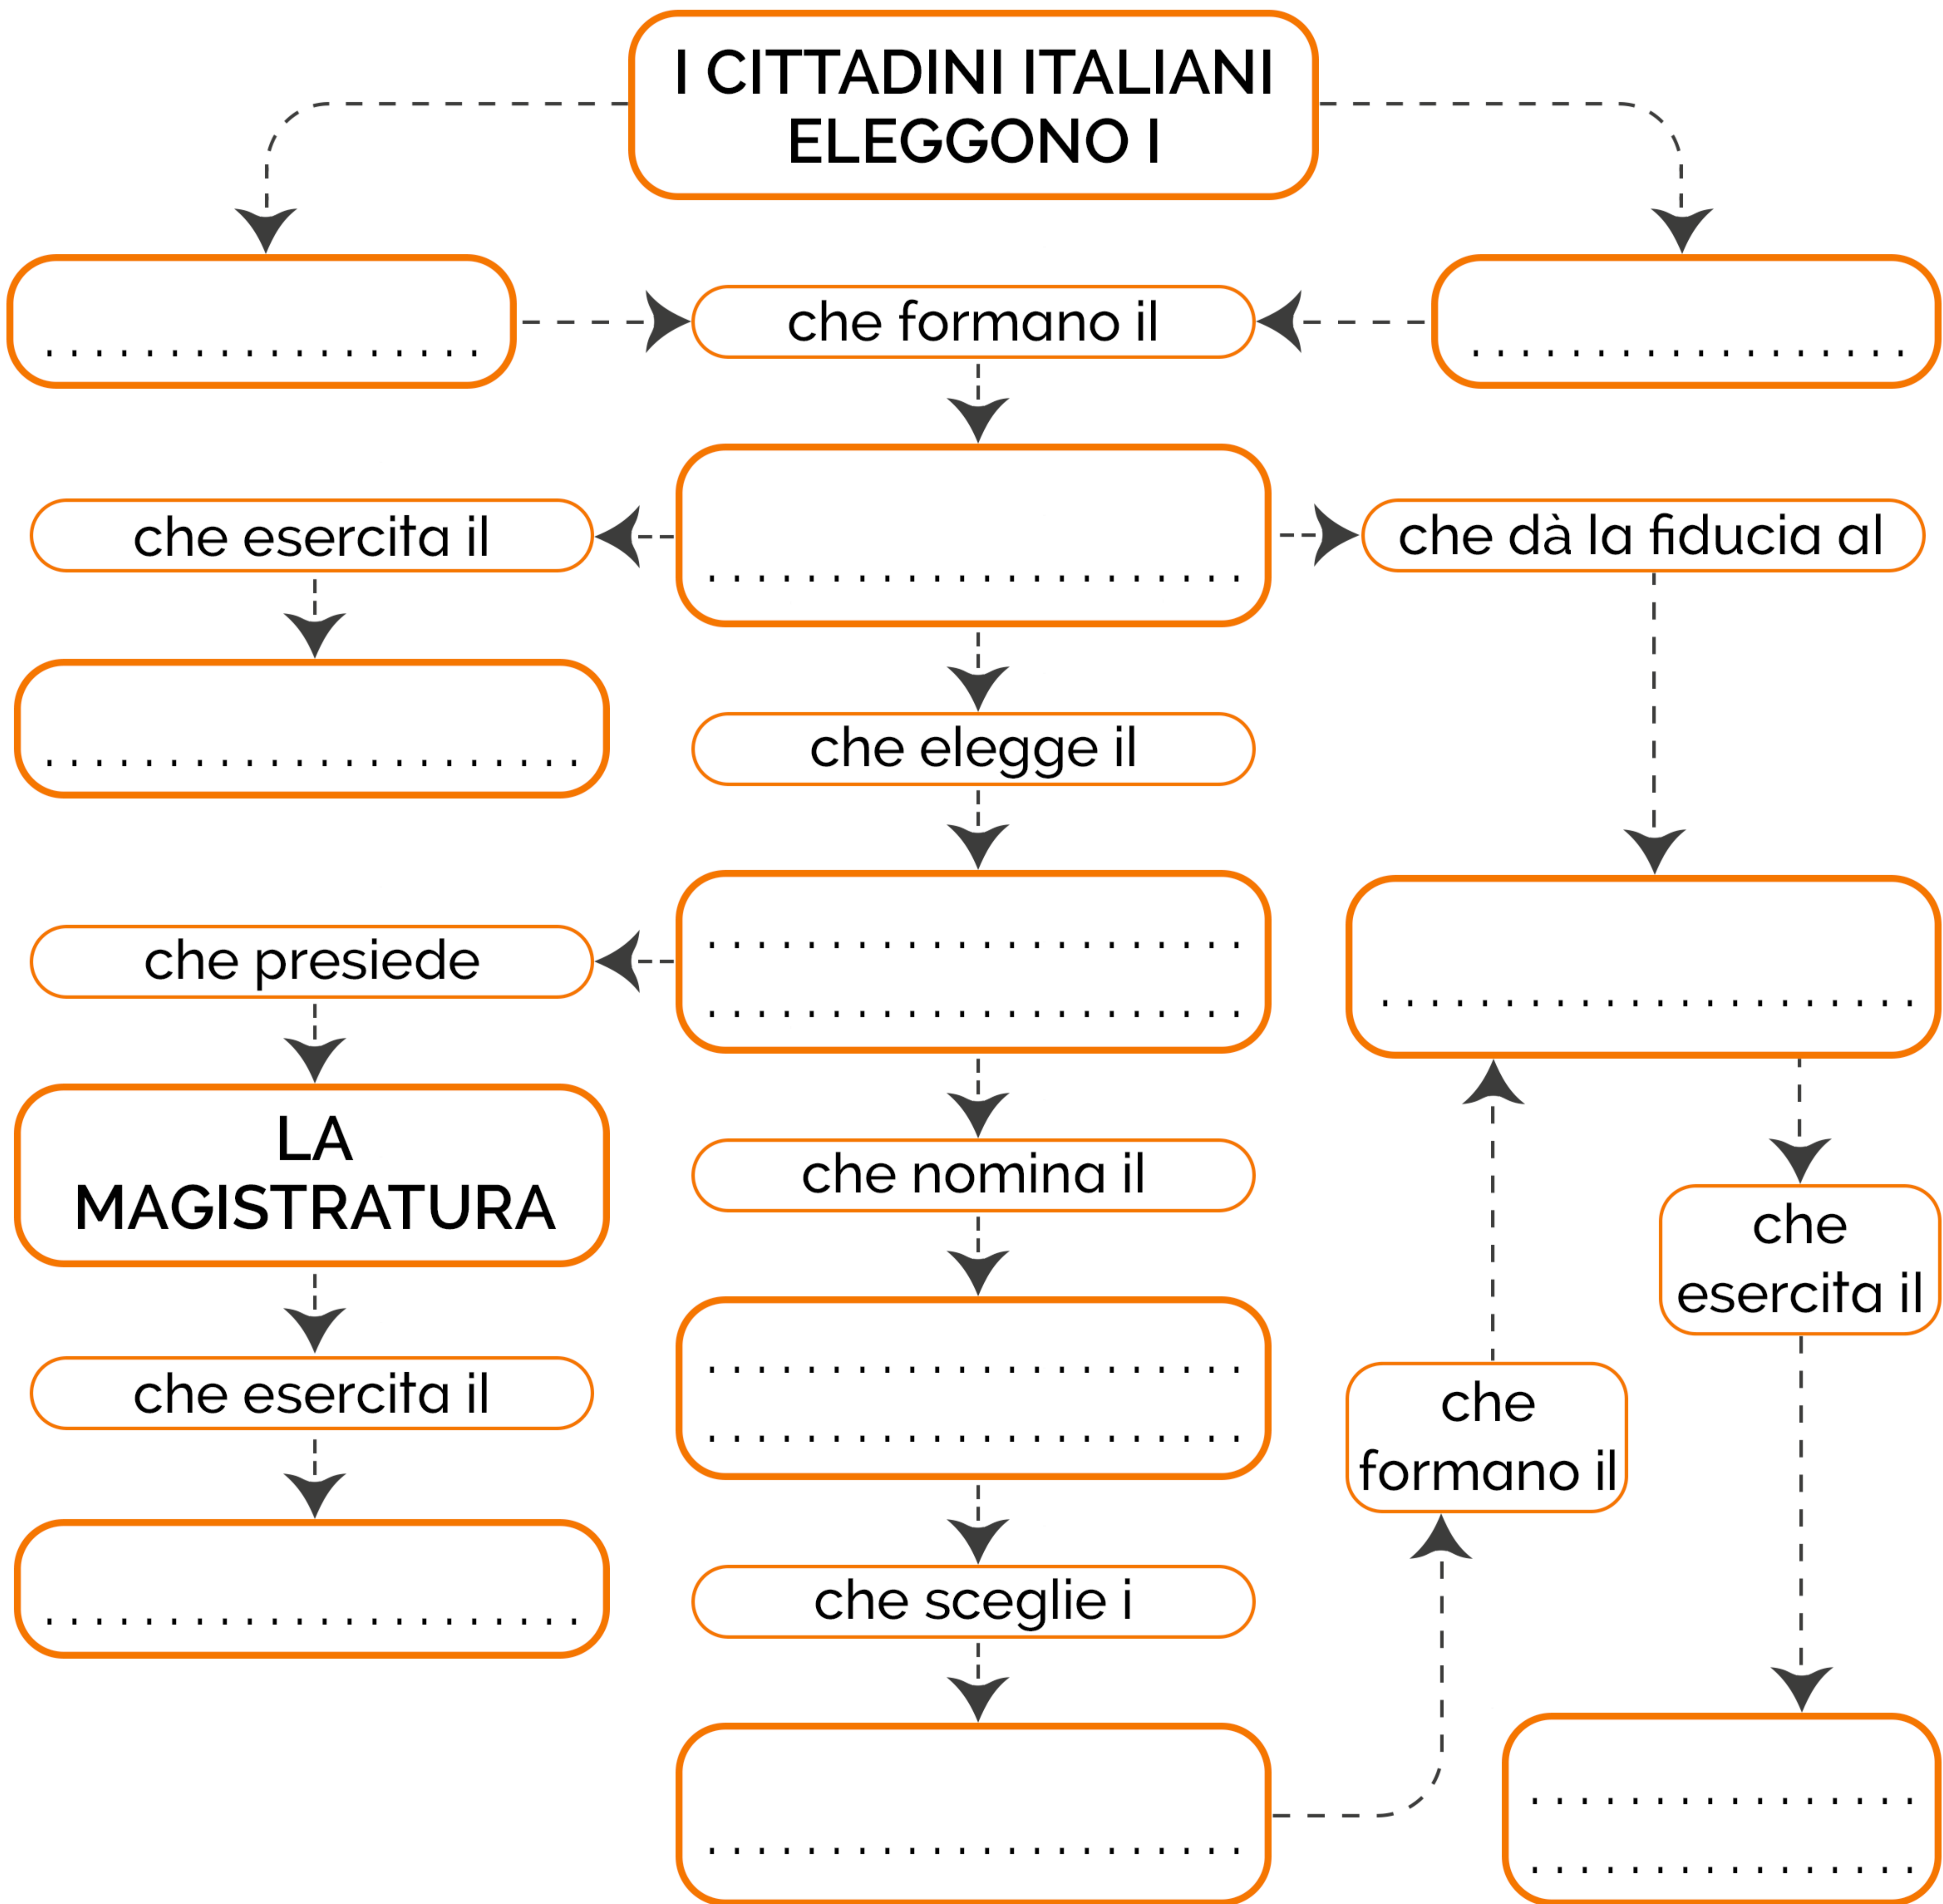 I CITTADINI ITALIANI
ELEGGONO I
che formano il
che esercita il
che dà la fiducia al
che elegge il
che presiede
LA
MAGISTRATURA
che nomina il
che
esercita il
che esercita il
che
formano il
che sceglie i